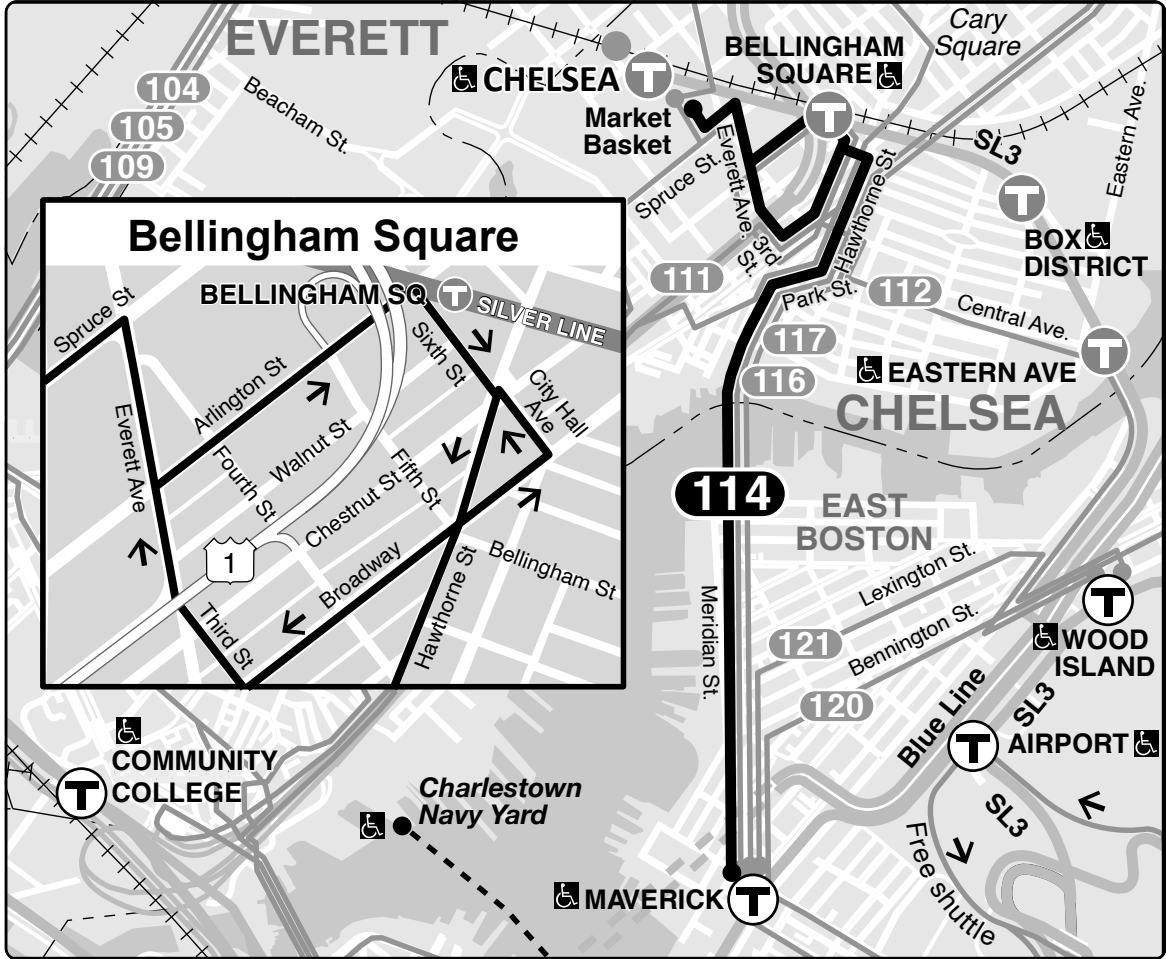 EVERETT
Cary
Square
BELLINGHAM
SQUARE
CHELSEA
T
T
104
105
109
Beacham St.
Market
Basket
Spruce St.
Everett Ave.
3rd
St.
Hawthorne St
SL3
Eastern Ave.
T
BOX
DISTRICT
111
Park St.
112
Central Ave.
117
116
T
EASTERN AVE
CHELSEA
Bellingham Square
BELLINGHAM SQ
T
SILVER LINE
Spruce St
Sixth St
City Hall
Ave
Arlington St
Everett Ave
Fourth St
Walnut St
Fifth St
Chestnut St
1
Broadway
Bellingham St
Hawthorne St
Third St
114
EAST
BOSTON
Lexington St.
Bennington St.
121
120
Meridian St.
T
WOOD
ISLAND
Blue Line
SL3
T
AIRPORT
SL3
Free shuttle
COMMUNITY
COLLEGE
T
Charlestown
Navy Yard
MAVERICK
T